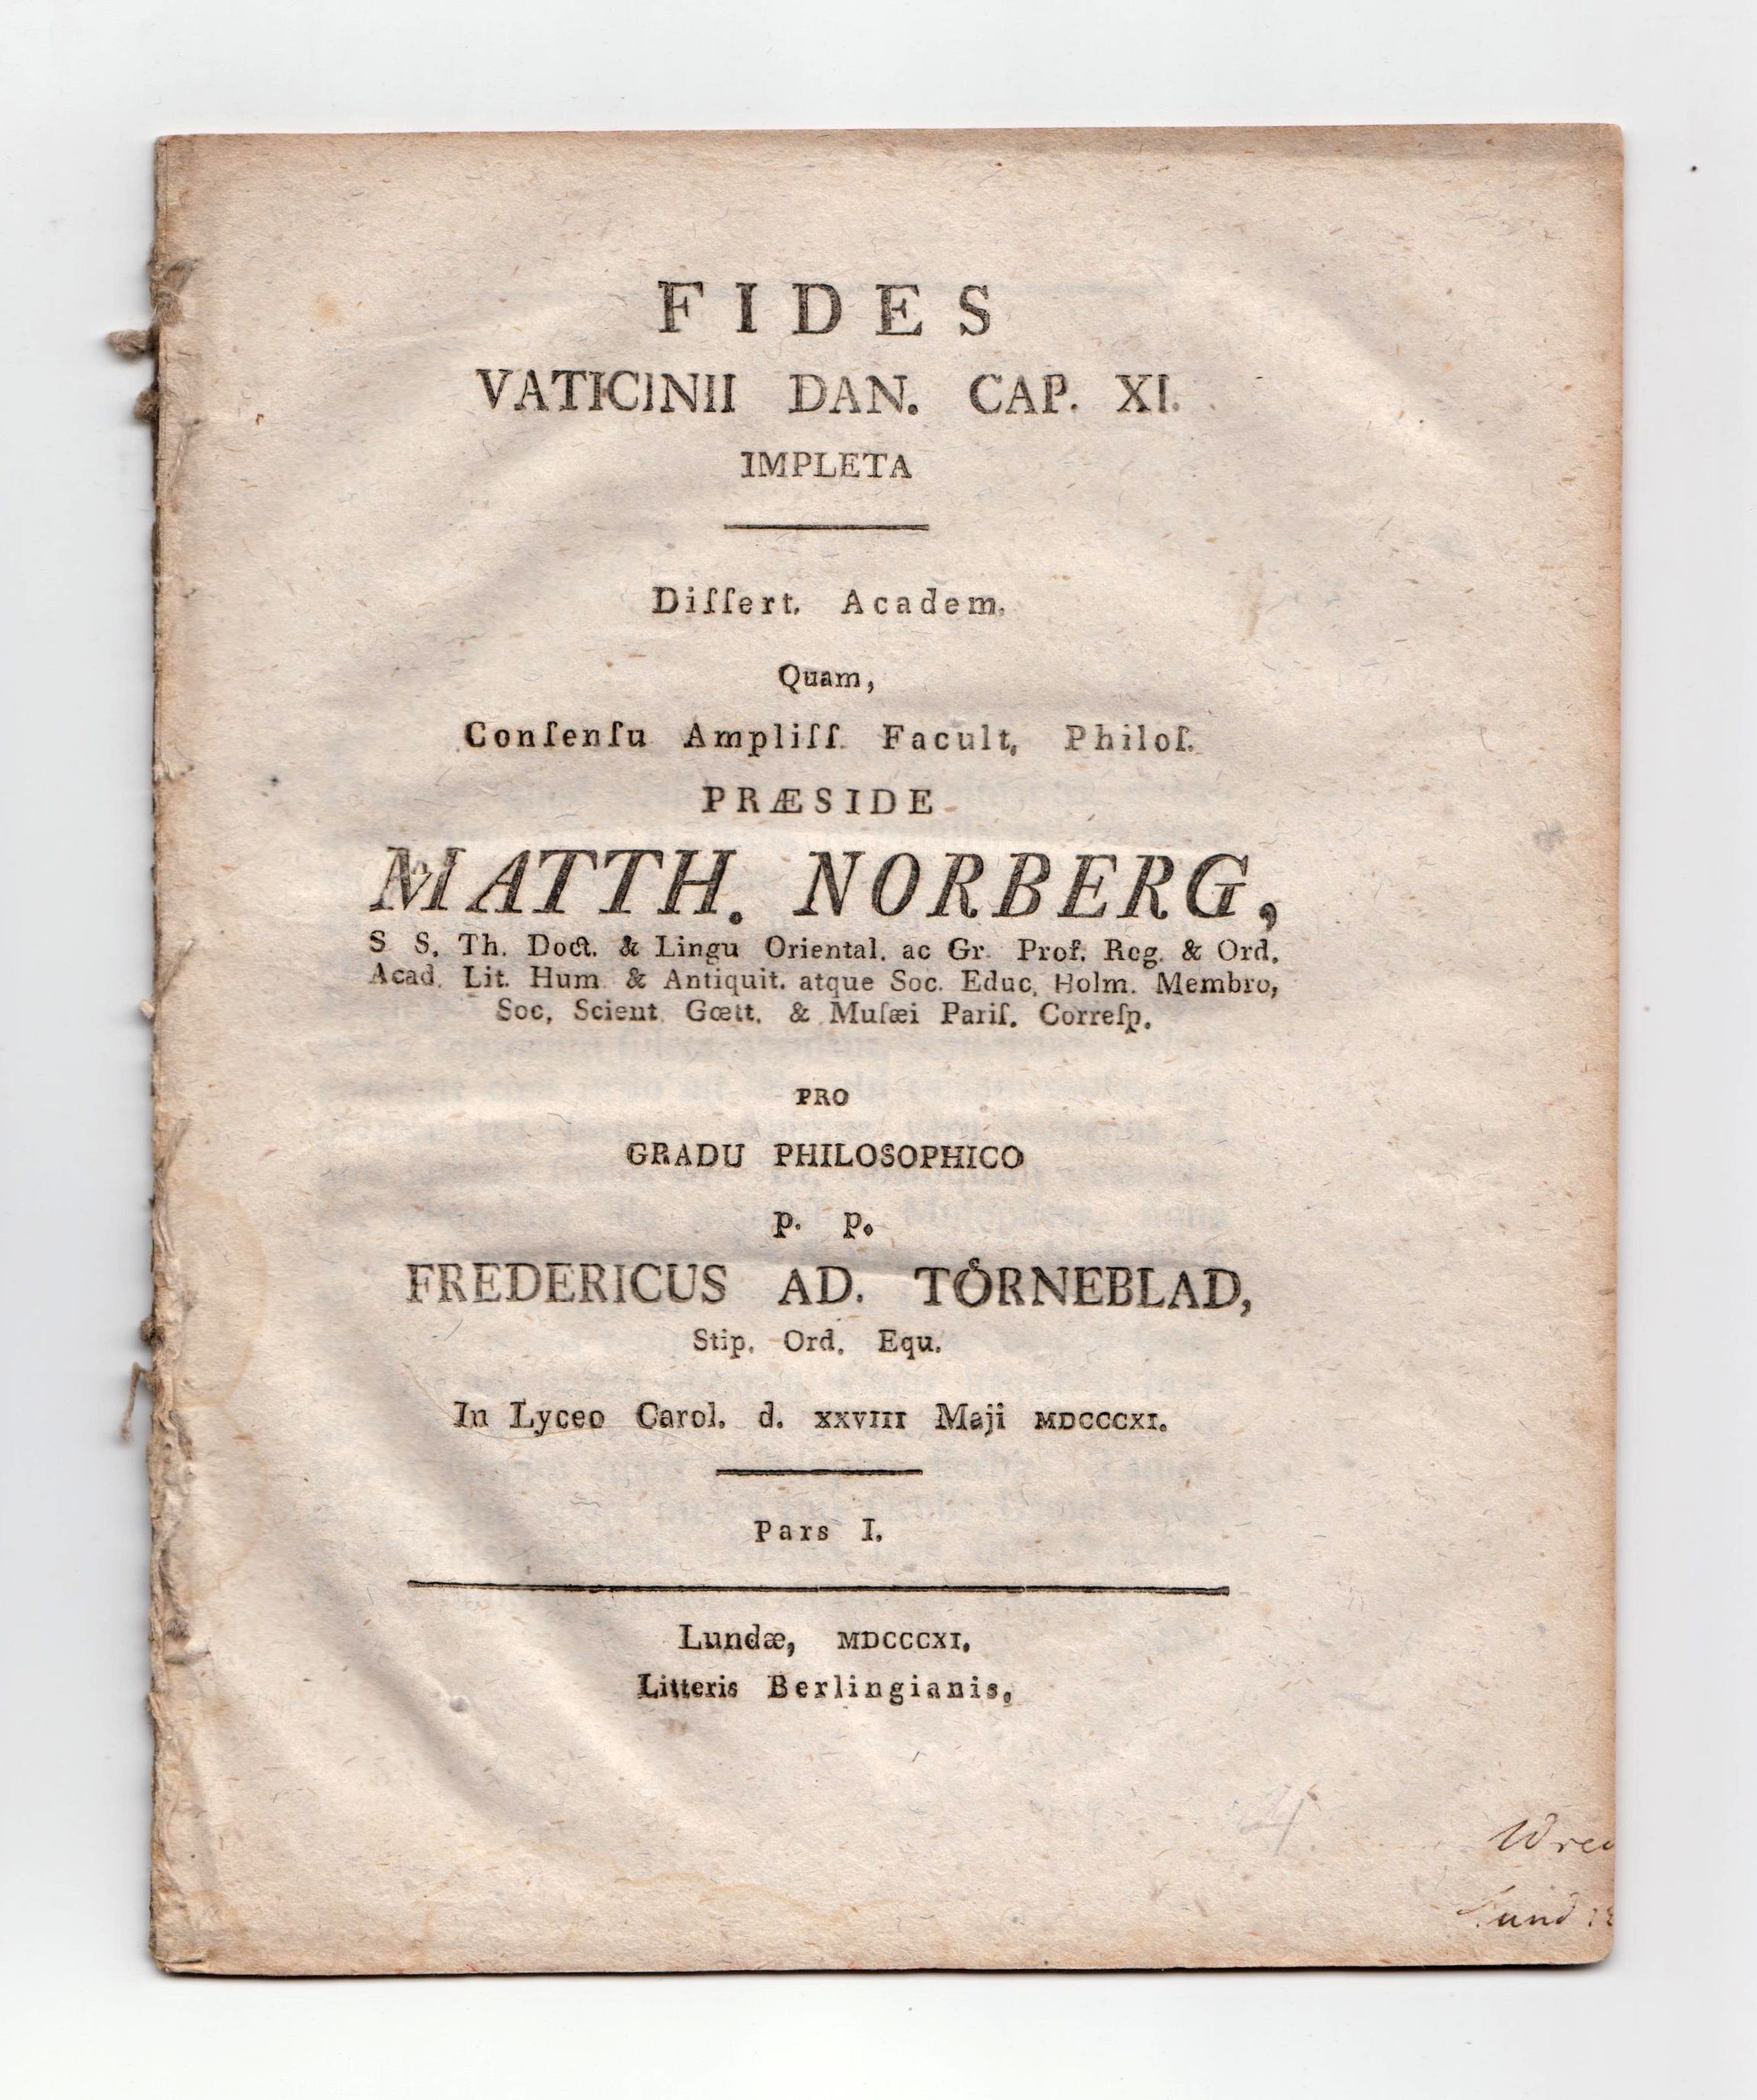 FIDES
VATICINII DAN. CAP. XI.
IMPLETA
Diſſert. Academ.
Quam,
Conſenſu Ampliſſ. Facult. Philoſ.
PRÆSIDE
MATTH. NORBERG,
S S. Th. Doct. & Lingu Oriental. ac Gr. Prof. Reg. & Ord.
Acad. Lit. Hum. & Antiquit. atque Soc. Educ. Holm. Membro,
Soc. Scient. Gœtt. & Muſæi Pariſ. Correſp.
PRO
GRADU PHILOSOPHICO
p. p.
FREDERICUS AD. TÖRNEBLAD,
Stip. Ord. Equ.
In Lyceo Carol. d. XXVIII Maji MDCCCXI.
Pars I.
Lundæ, MDCCCXI.
Litteris Berlingianis,
Lund